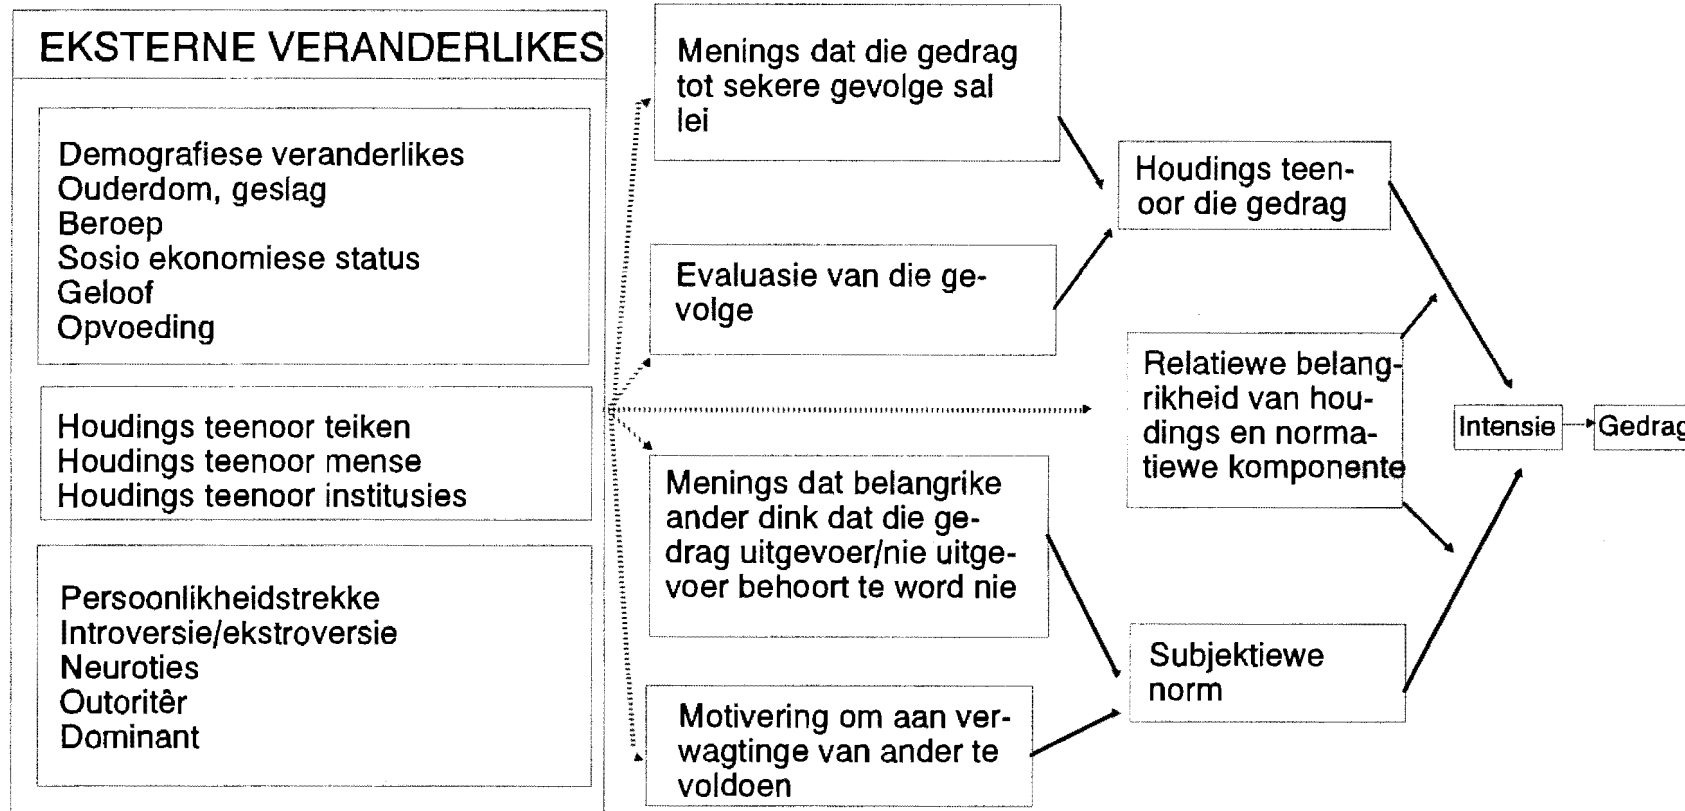 EKSTERNE VERANDERLIKES
Demografiese veranderlikes
Ouderdom, geslag
Beroep
Sosio ekonomiese status
Geloof
Opvoeding
Houdings teenoor teiken
Houdings teenoor mense
Houdings teenoor institusies
Persoonlikheidstrekke
Introversie/ekstroversie
Neuroties
Outoritêr
Dominant
Menings dat die gedrag
tot sekere gevolge sal
lei
Evaluasie van die ge-
volge
Menings dat belangrike
ander dink dat die ge-
drag uitgevoer/nie uitge-
voer behoort te word nie
Motivering om aan ver-
wagtinge van ander te
voldoen
Houdings teen-
oor die gedrag
Relatiewe belang-
rikheid van hou-
dings en norma-
tiewe komponente
Subjektiewe
norm
Intensie
Gedrag